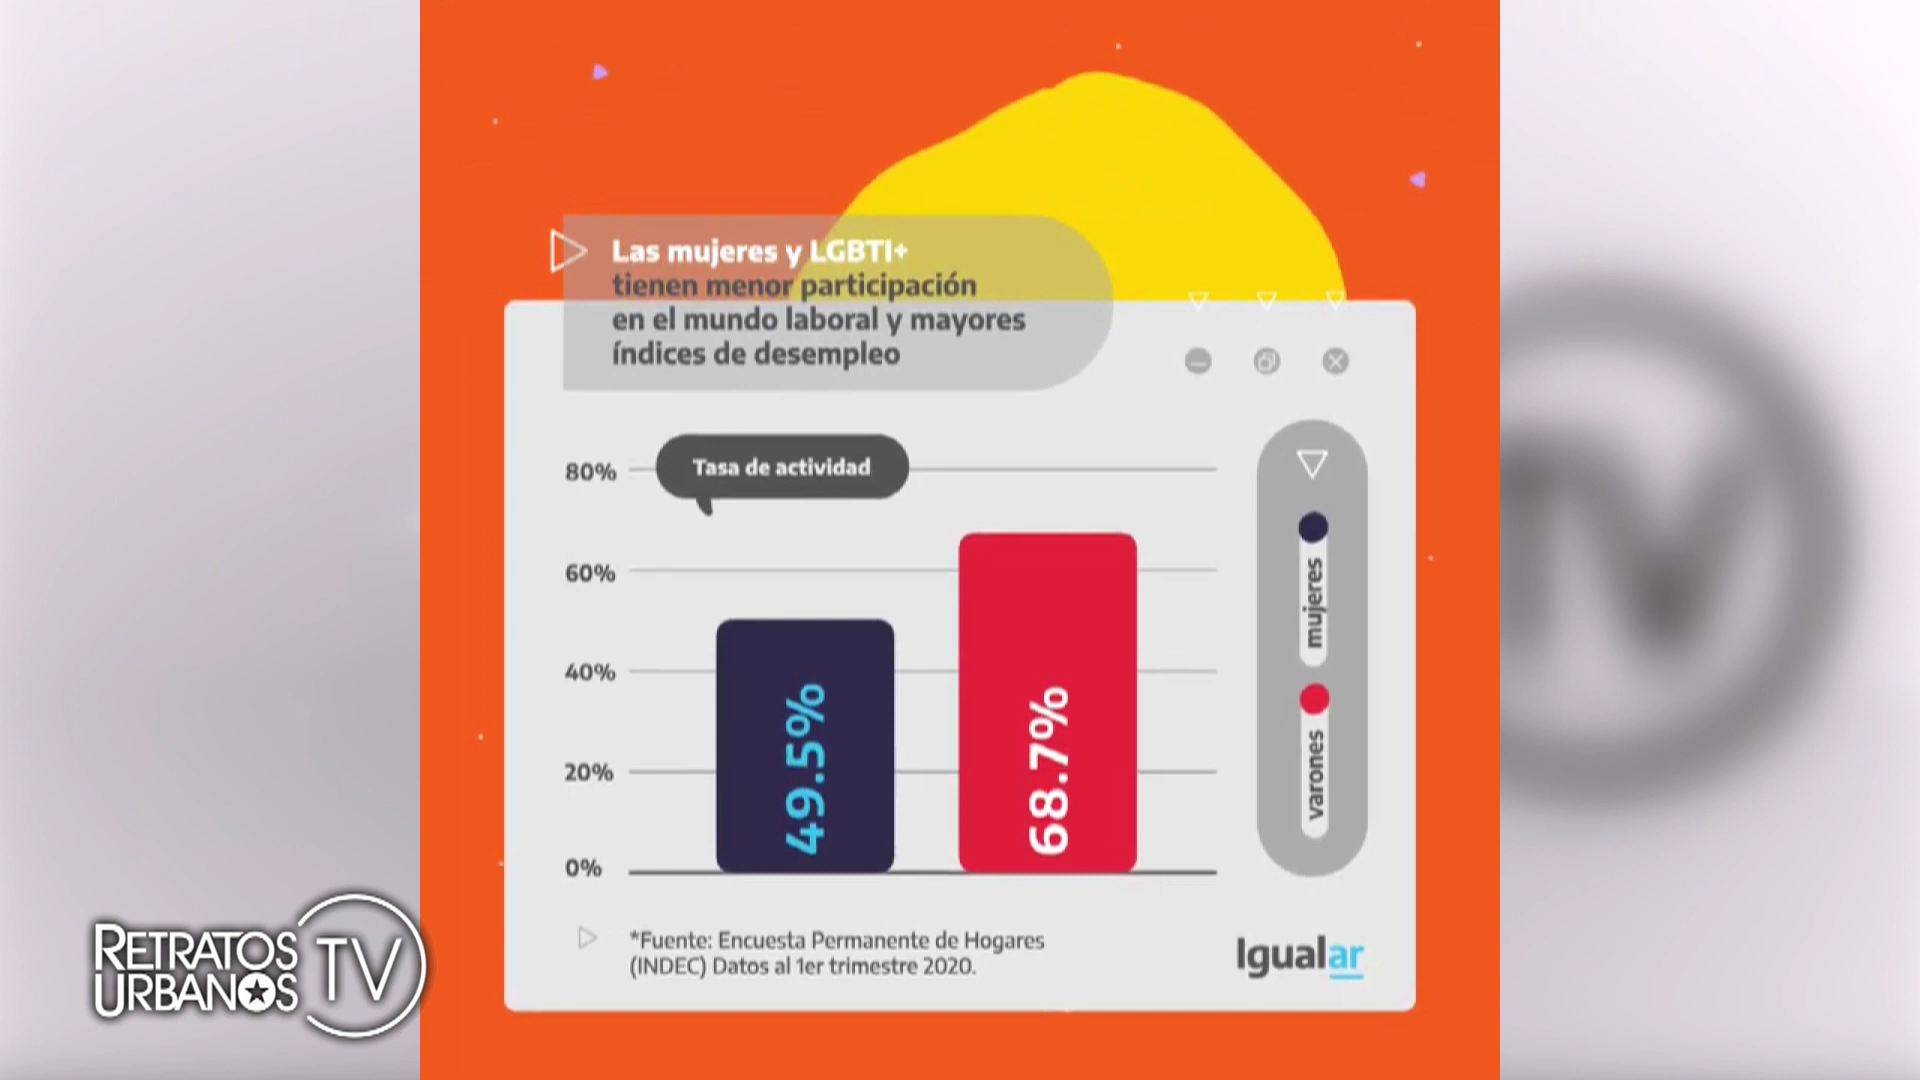 Las mujeres y LGBTI+
tienen menor participación
en el mundo laboral y mayores
índices de desempleo
Tasa de actividad
80%
60%
40%
20%
0%
49.5%
68.7%
mujeres
varones
*Fuente: Encuesta Permanente de Hogares
(INDEC) Datos al 1er trimestre 2020.
Igualar
RETRATOS
URBANOS
TV
TV